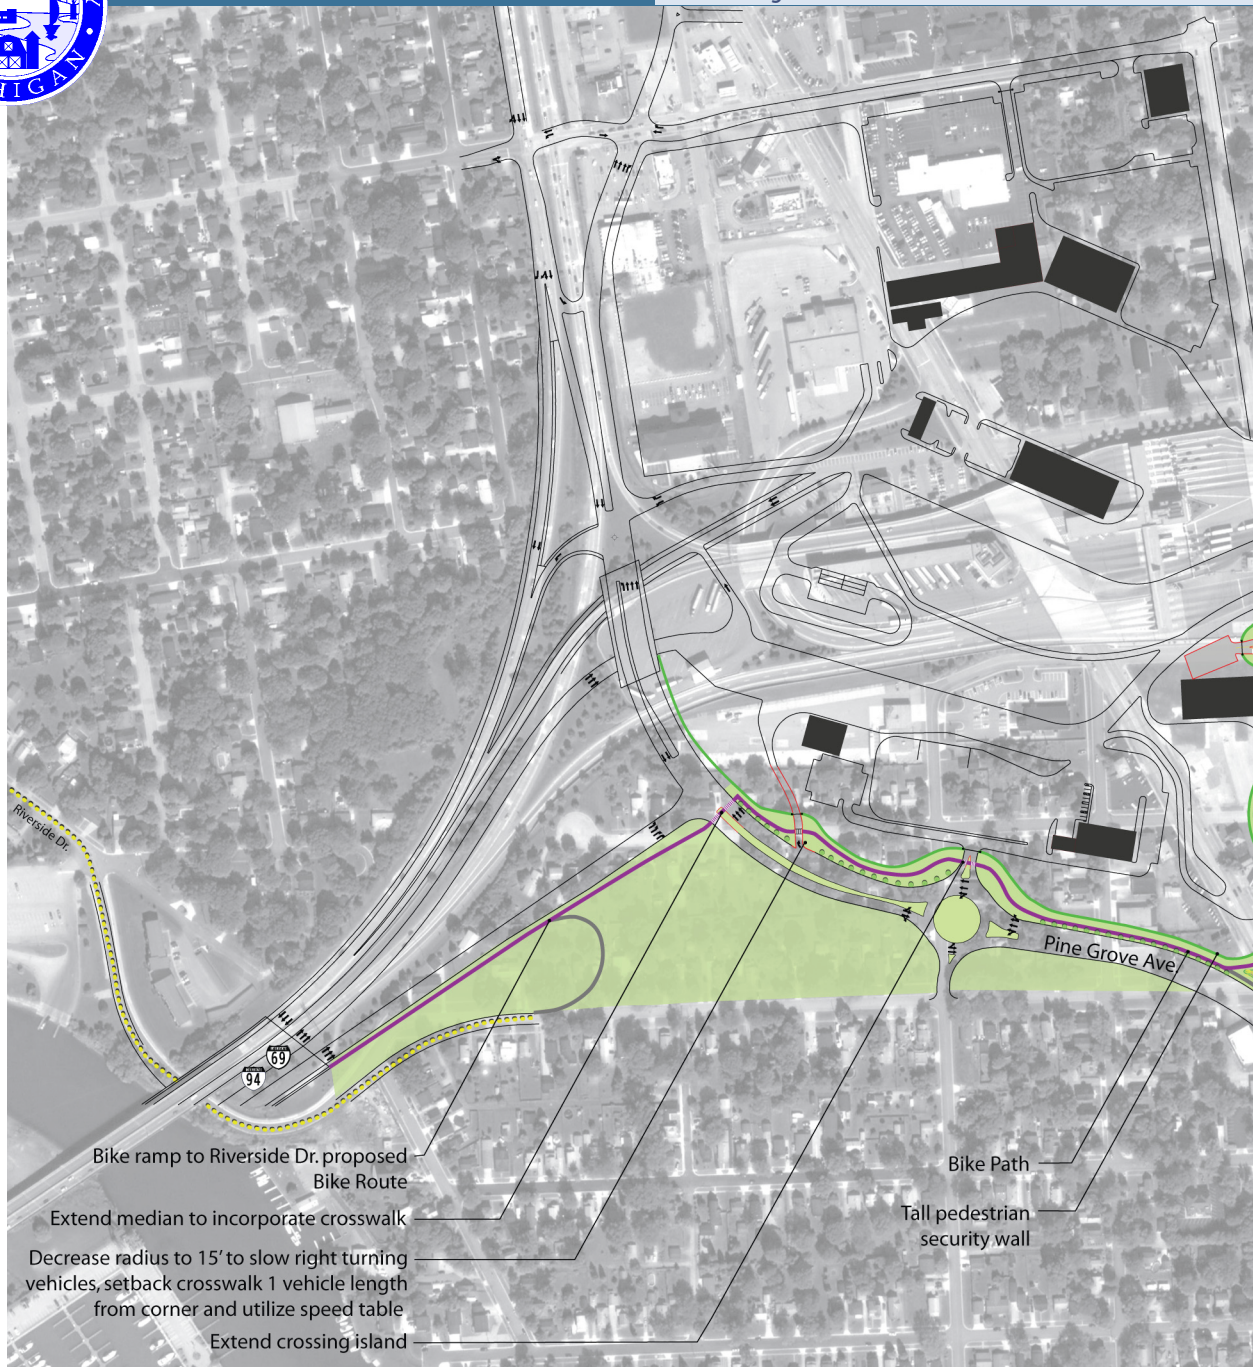 HIGAN
Riverside Dr.
69
94
Pine Grove Ave.
Bike ramp to Riverside Dr. proposed
Bike Route
Extend median to incorporate crosswalk
Decrease radius to 15' to slow right turning
vehicles, setback crosswalk 1 vehicle length
from corner and utilize speed table
Extend crossing island
Bike Path
Tall pedestrian
security wall